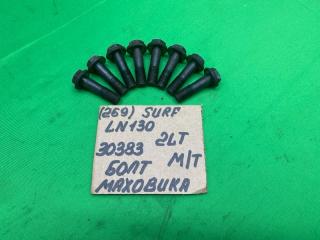 (269) SURF
LN130
30383 2LT
БОЛТ М/Т
МАХОВИКА